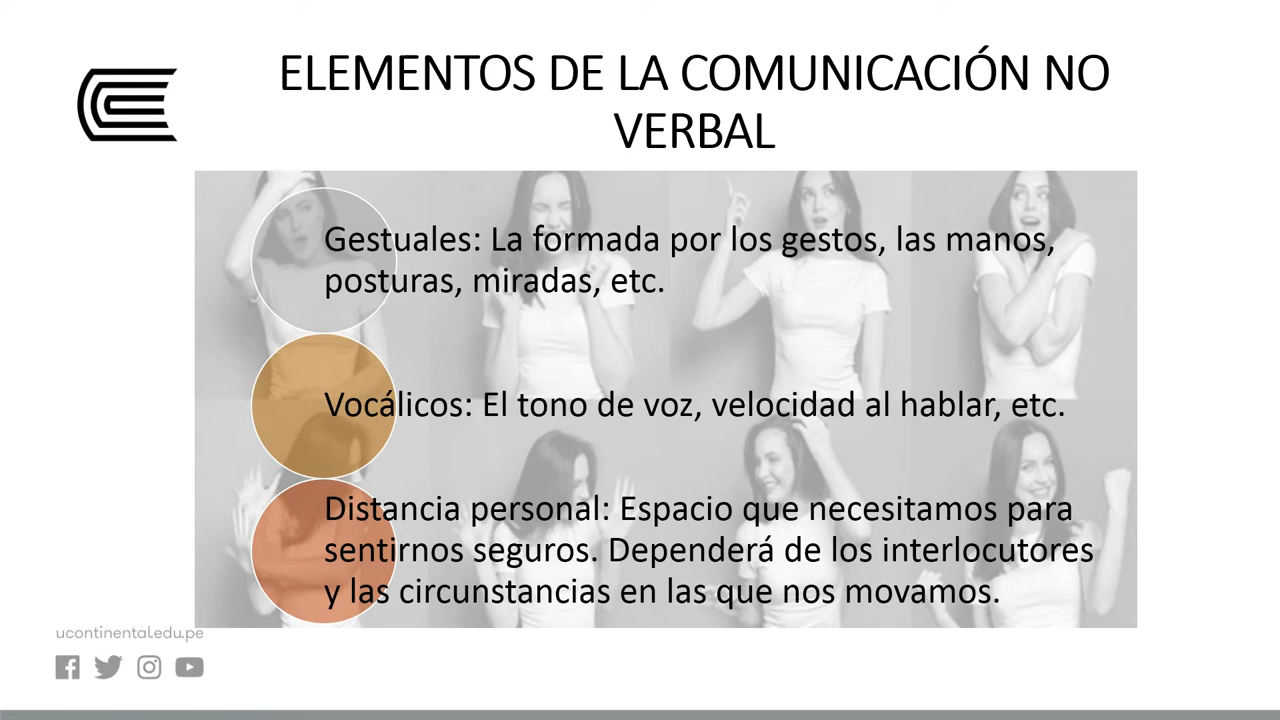 ELEMENTOS DE LA COMUNICACIÓN NO
VERBAL
Gestuales: La formada por los gestos, las manos,
posturas, miradas, etc.
Vocálicos: El tono de voz, velocidad al hablar, etc.
Distancia personal: Espacio que necesitamos para
sentirnos seguros. Dependerá de los interlocutores
y las circunstancias en las que nos movamos.
ucontinental.edu.pe